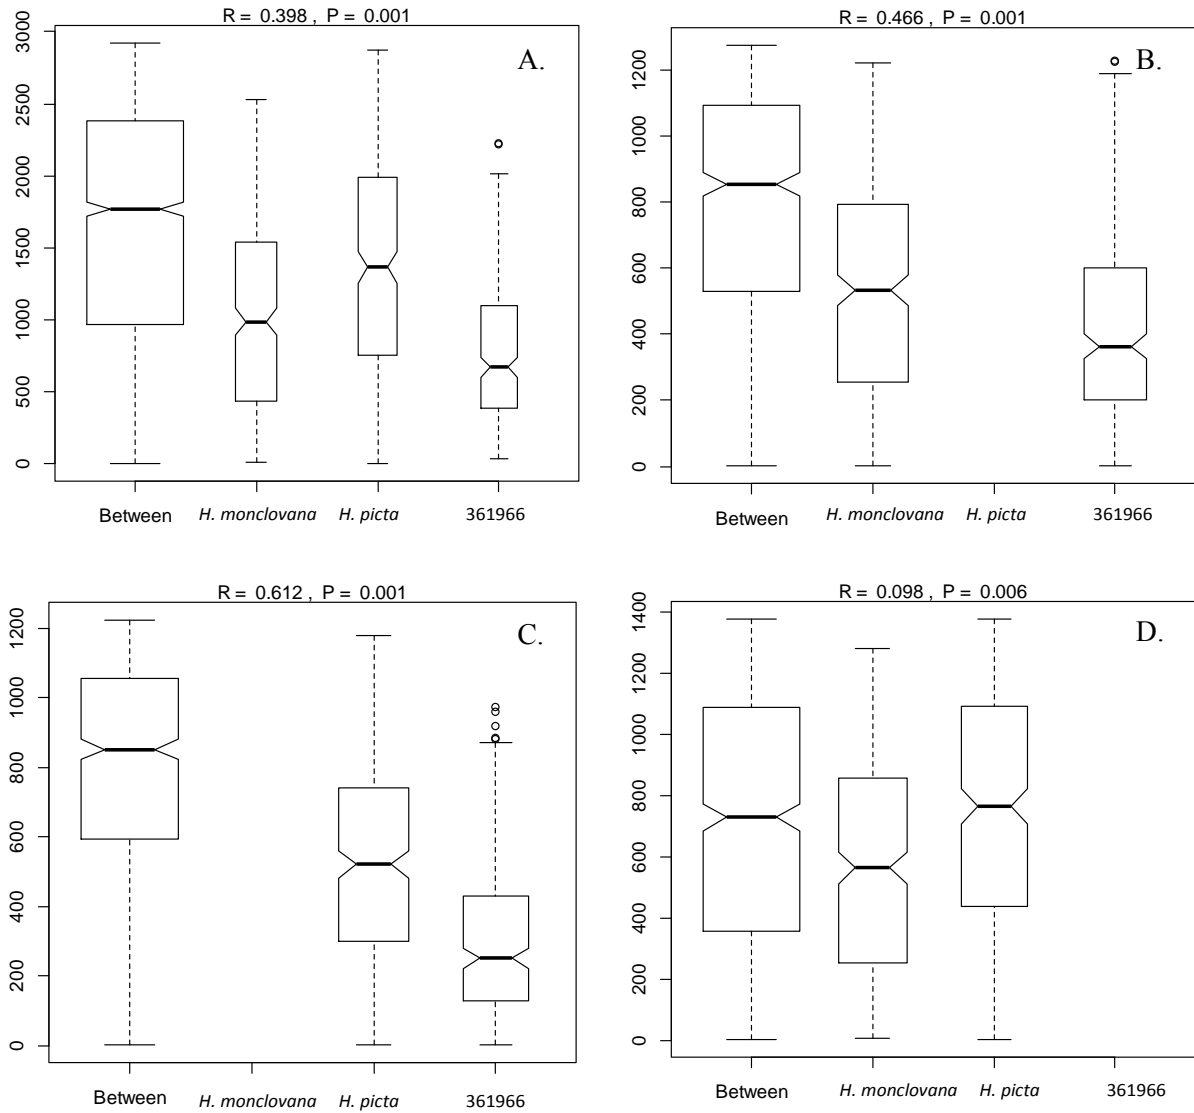 R = 0.398 , P = 0.001
A.
3000
2500
2000
1500
1000
500
0
Between H. monclovana H. picta 361966
R = 0.466 , P = 0.001
B.
1200
1000
800
600
400
200
0
Between H. monclovana H. picta 361966
R = 0.612 , P = 0.001
C.
1200
1000
800
600
400
200
0
Between H. monclovana H. picta 361966
R = 0.098 , P = 0.006
D.
1400
1200
1000
800
600
400
200
0
Between H. monclovana H. picta 361966